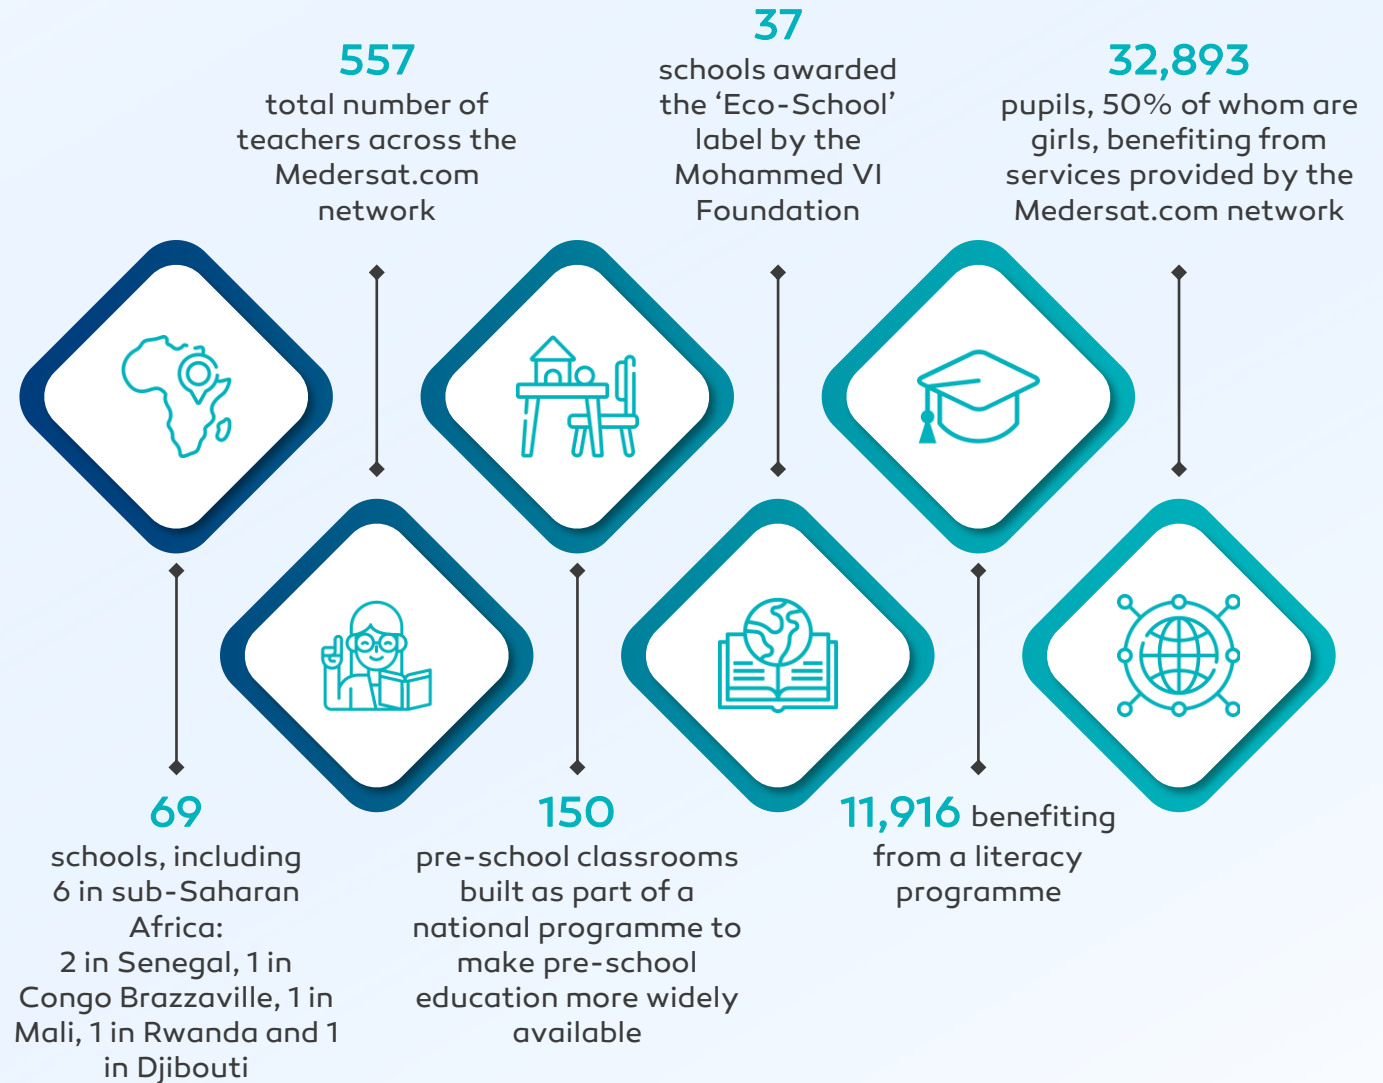 557
total number of
teachers across the
Medersat.com
network
37
schools awarded
the ‘Eco-School’
label by the
Mohammed VI
Foundation
32,893
pupils, 50% of whom are
girls, benefiting from
services provided by the
Medersat.com network
69
schools, including
6 in sub-Saharan
Africa:
2 in Senegal, 1 in
Congo Brazzaville, 1 in
Mali, 1 in Rwanda and 1
in Djibouti
150
pre-school classrooms
built as part of a
national programme to
make pre-school
education more widely
available
11,916 benefiting
from a literacy
programme